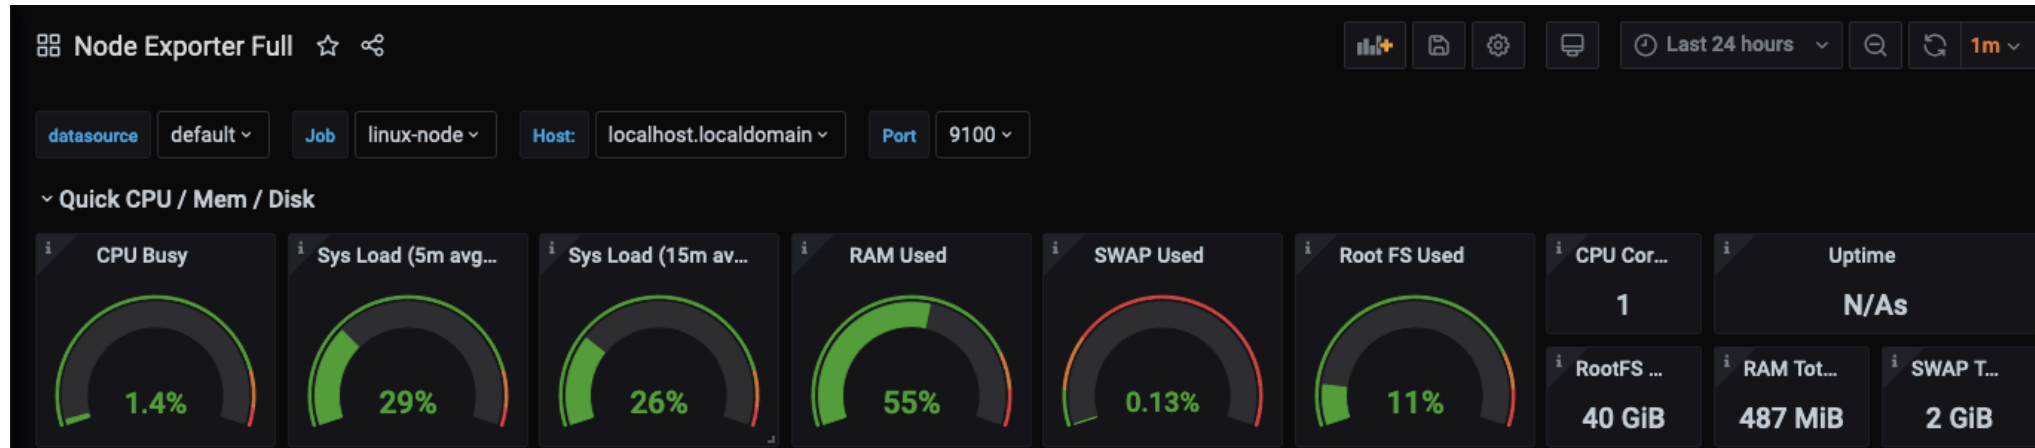 Node Exporter Full
Last 24 hours
1m
datasource default Job linux-node Host: localhost.localdomain Port 9100
Quick CPU / Mem / Disk
CPU Busy
1.4%
Sys Load (5m avg...
29%
Sys Load (15m av...
26%
RAM Used
55%
SWAP Used
0.13%
Root FS Used
11%
CPU Cor...
1
Uptime
N/As
RootFS ...
40 GiB
RAM Tot...
487 MiB
SWAP T...
2 GiB